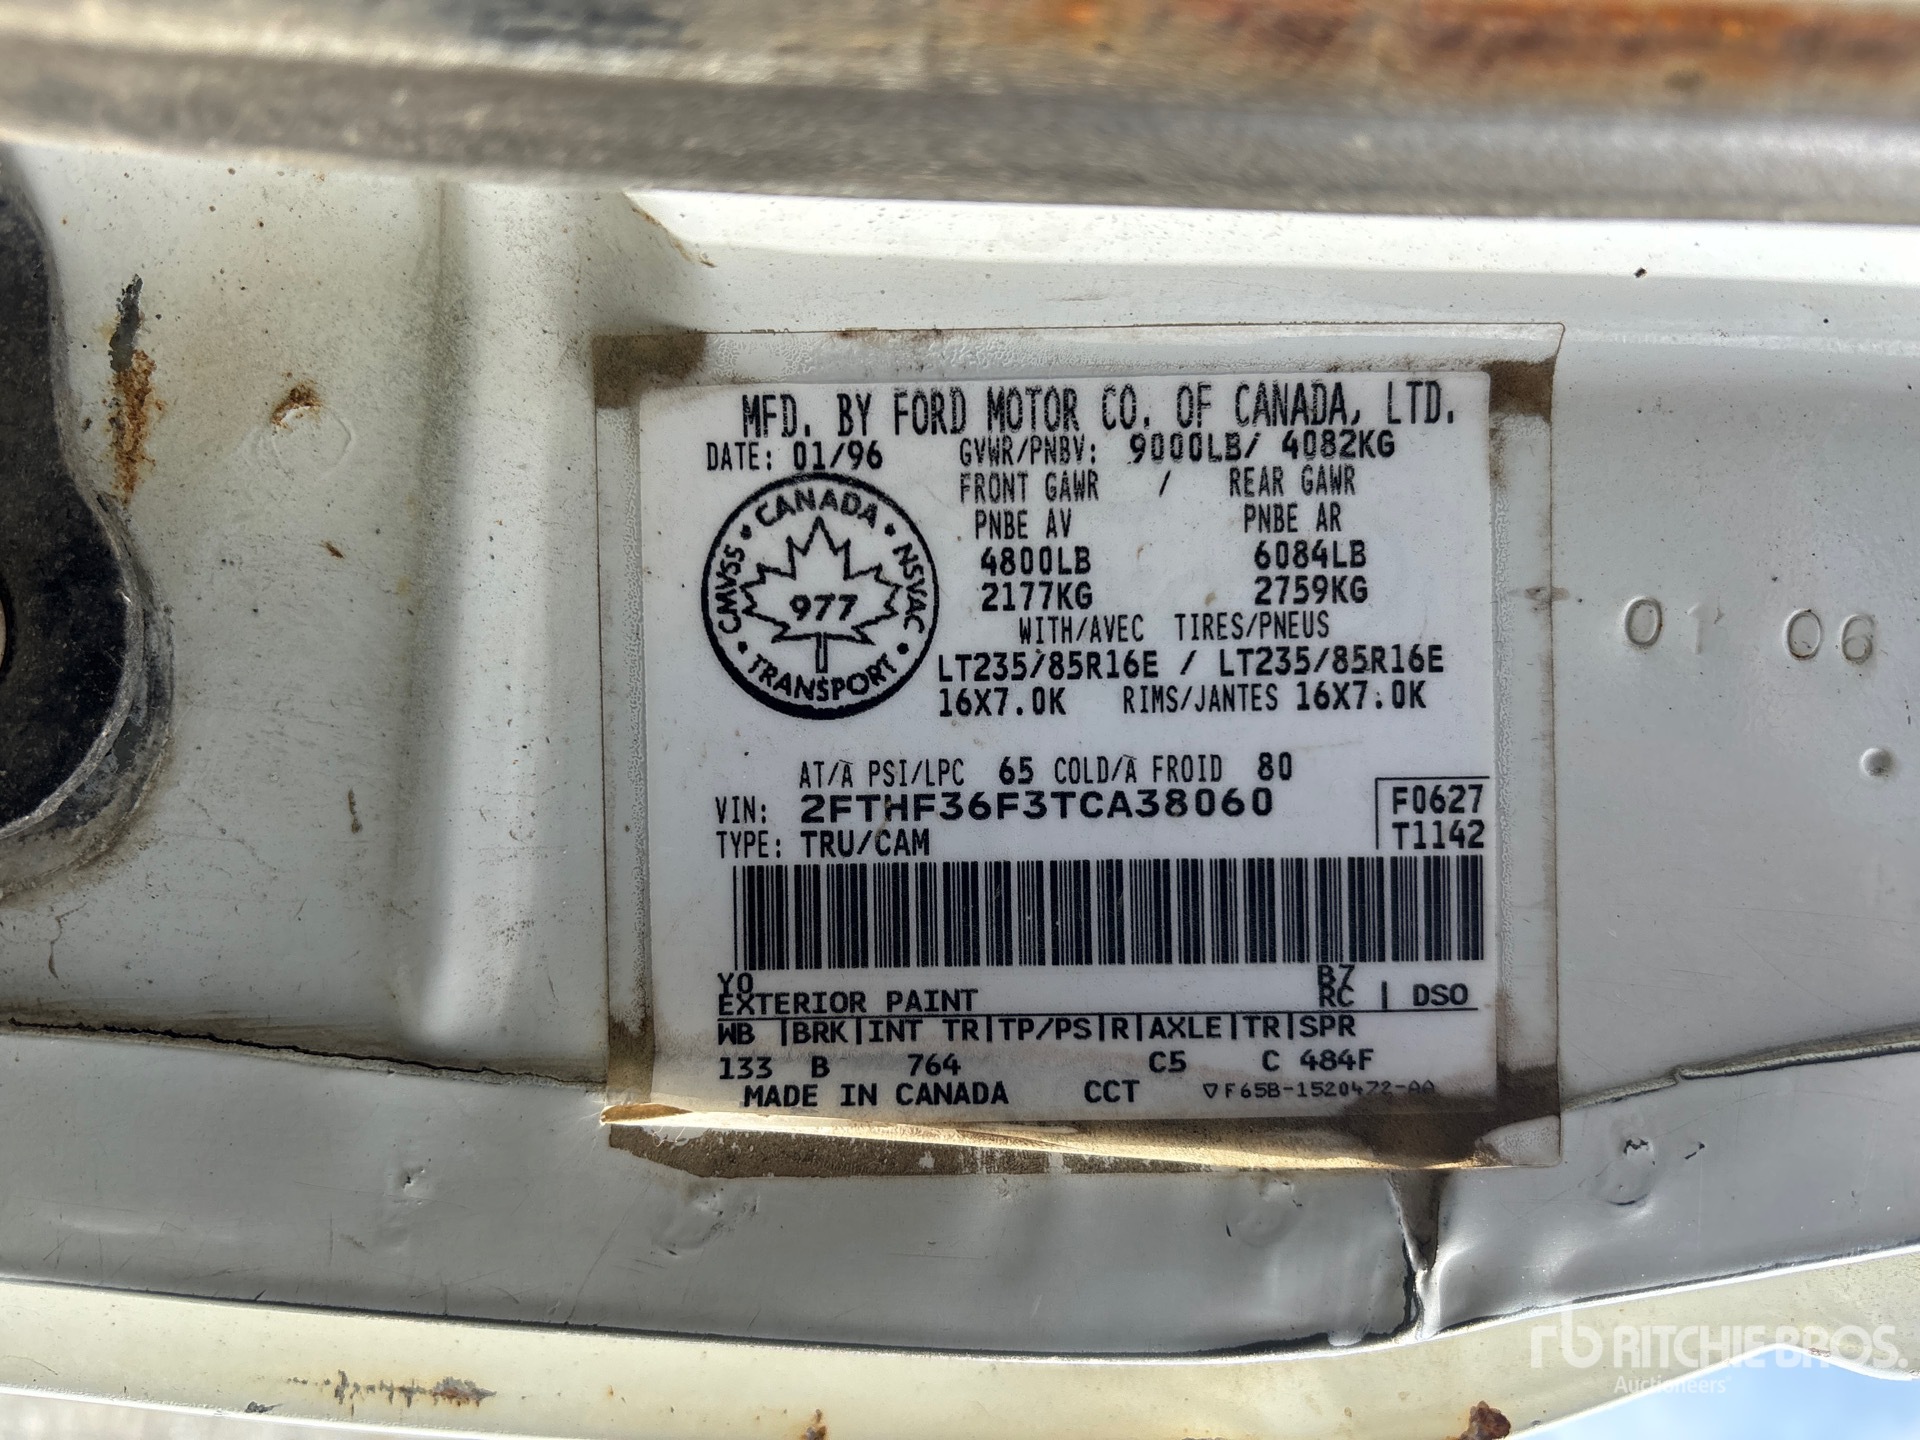 MFD. BY FORD MOTOR CO. OF CANADA, LTD.
DATE: 01/96 GVWR/PNBV: 9000LB/ 4082KG
FRONT GAWR / REAR GAWR
PNBE AV PNBE AR
4800LB 6084LB
2177KG 2759KG
WITH/AVEC TIRES/PNEUS
LT235/85R16E / LT235/85R16E
16X7.0K RIMS/JANTES 16X7.0K
CANADA • NSVAC • TRANSPORT • CMVSS •
977
AT/À PSI/LPC 65 COLD/À FROID 80
VIN: 2FTHF36F3TCA38060
TYPE: TRU/CAM
F0627
T1142
YO B7
EXTERIOR PAINT RC | DSO
WB |BRK|INT TR|TP/PS|R|AXLE|TR|SPR
133 B 764 C5 C 484F
MADE IN CANADA CCT ▽F65B-1520472-AA
01 06
rb RITCHIE BROS.
Auctioneers